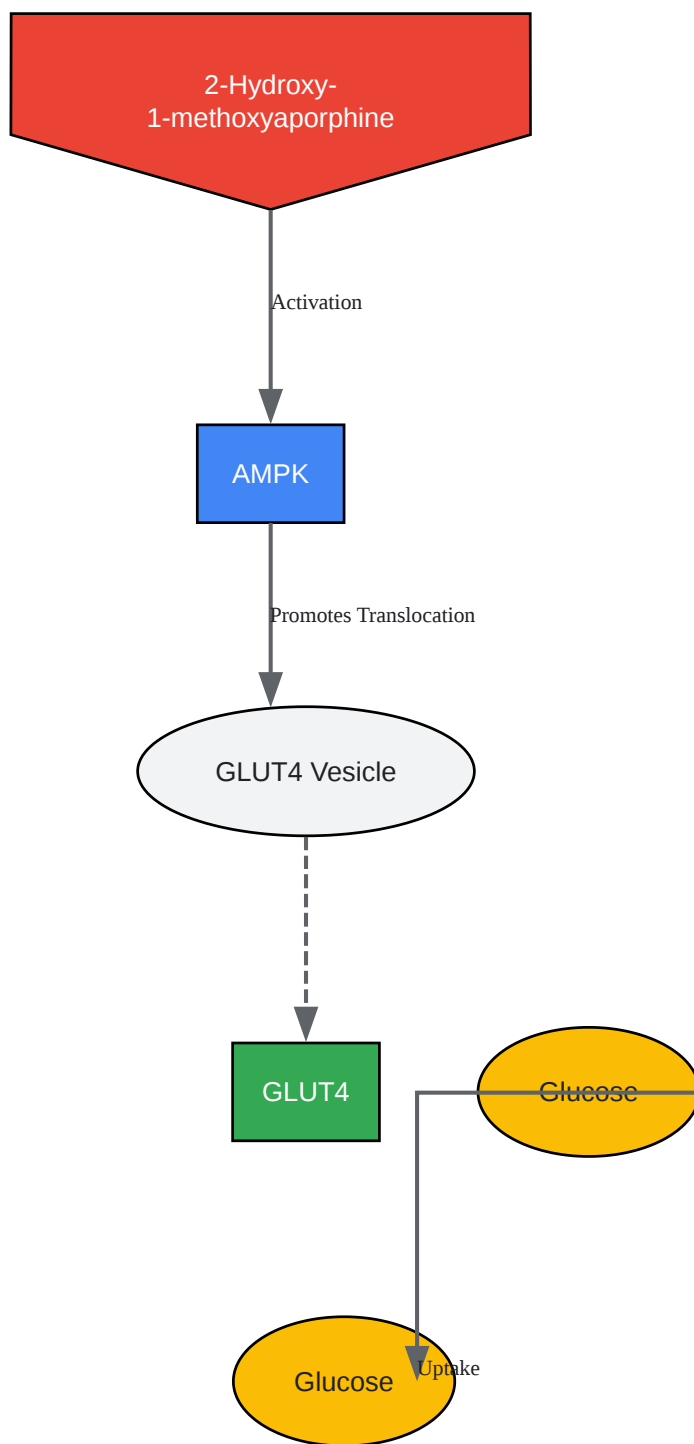 2-Hydroxy-
1-methoxyaporphine
Activation
AMPK
Promotes Translocation
GLUT4 Vesicle
GLUT4
Glucose
Glucose
Uptake